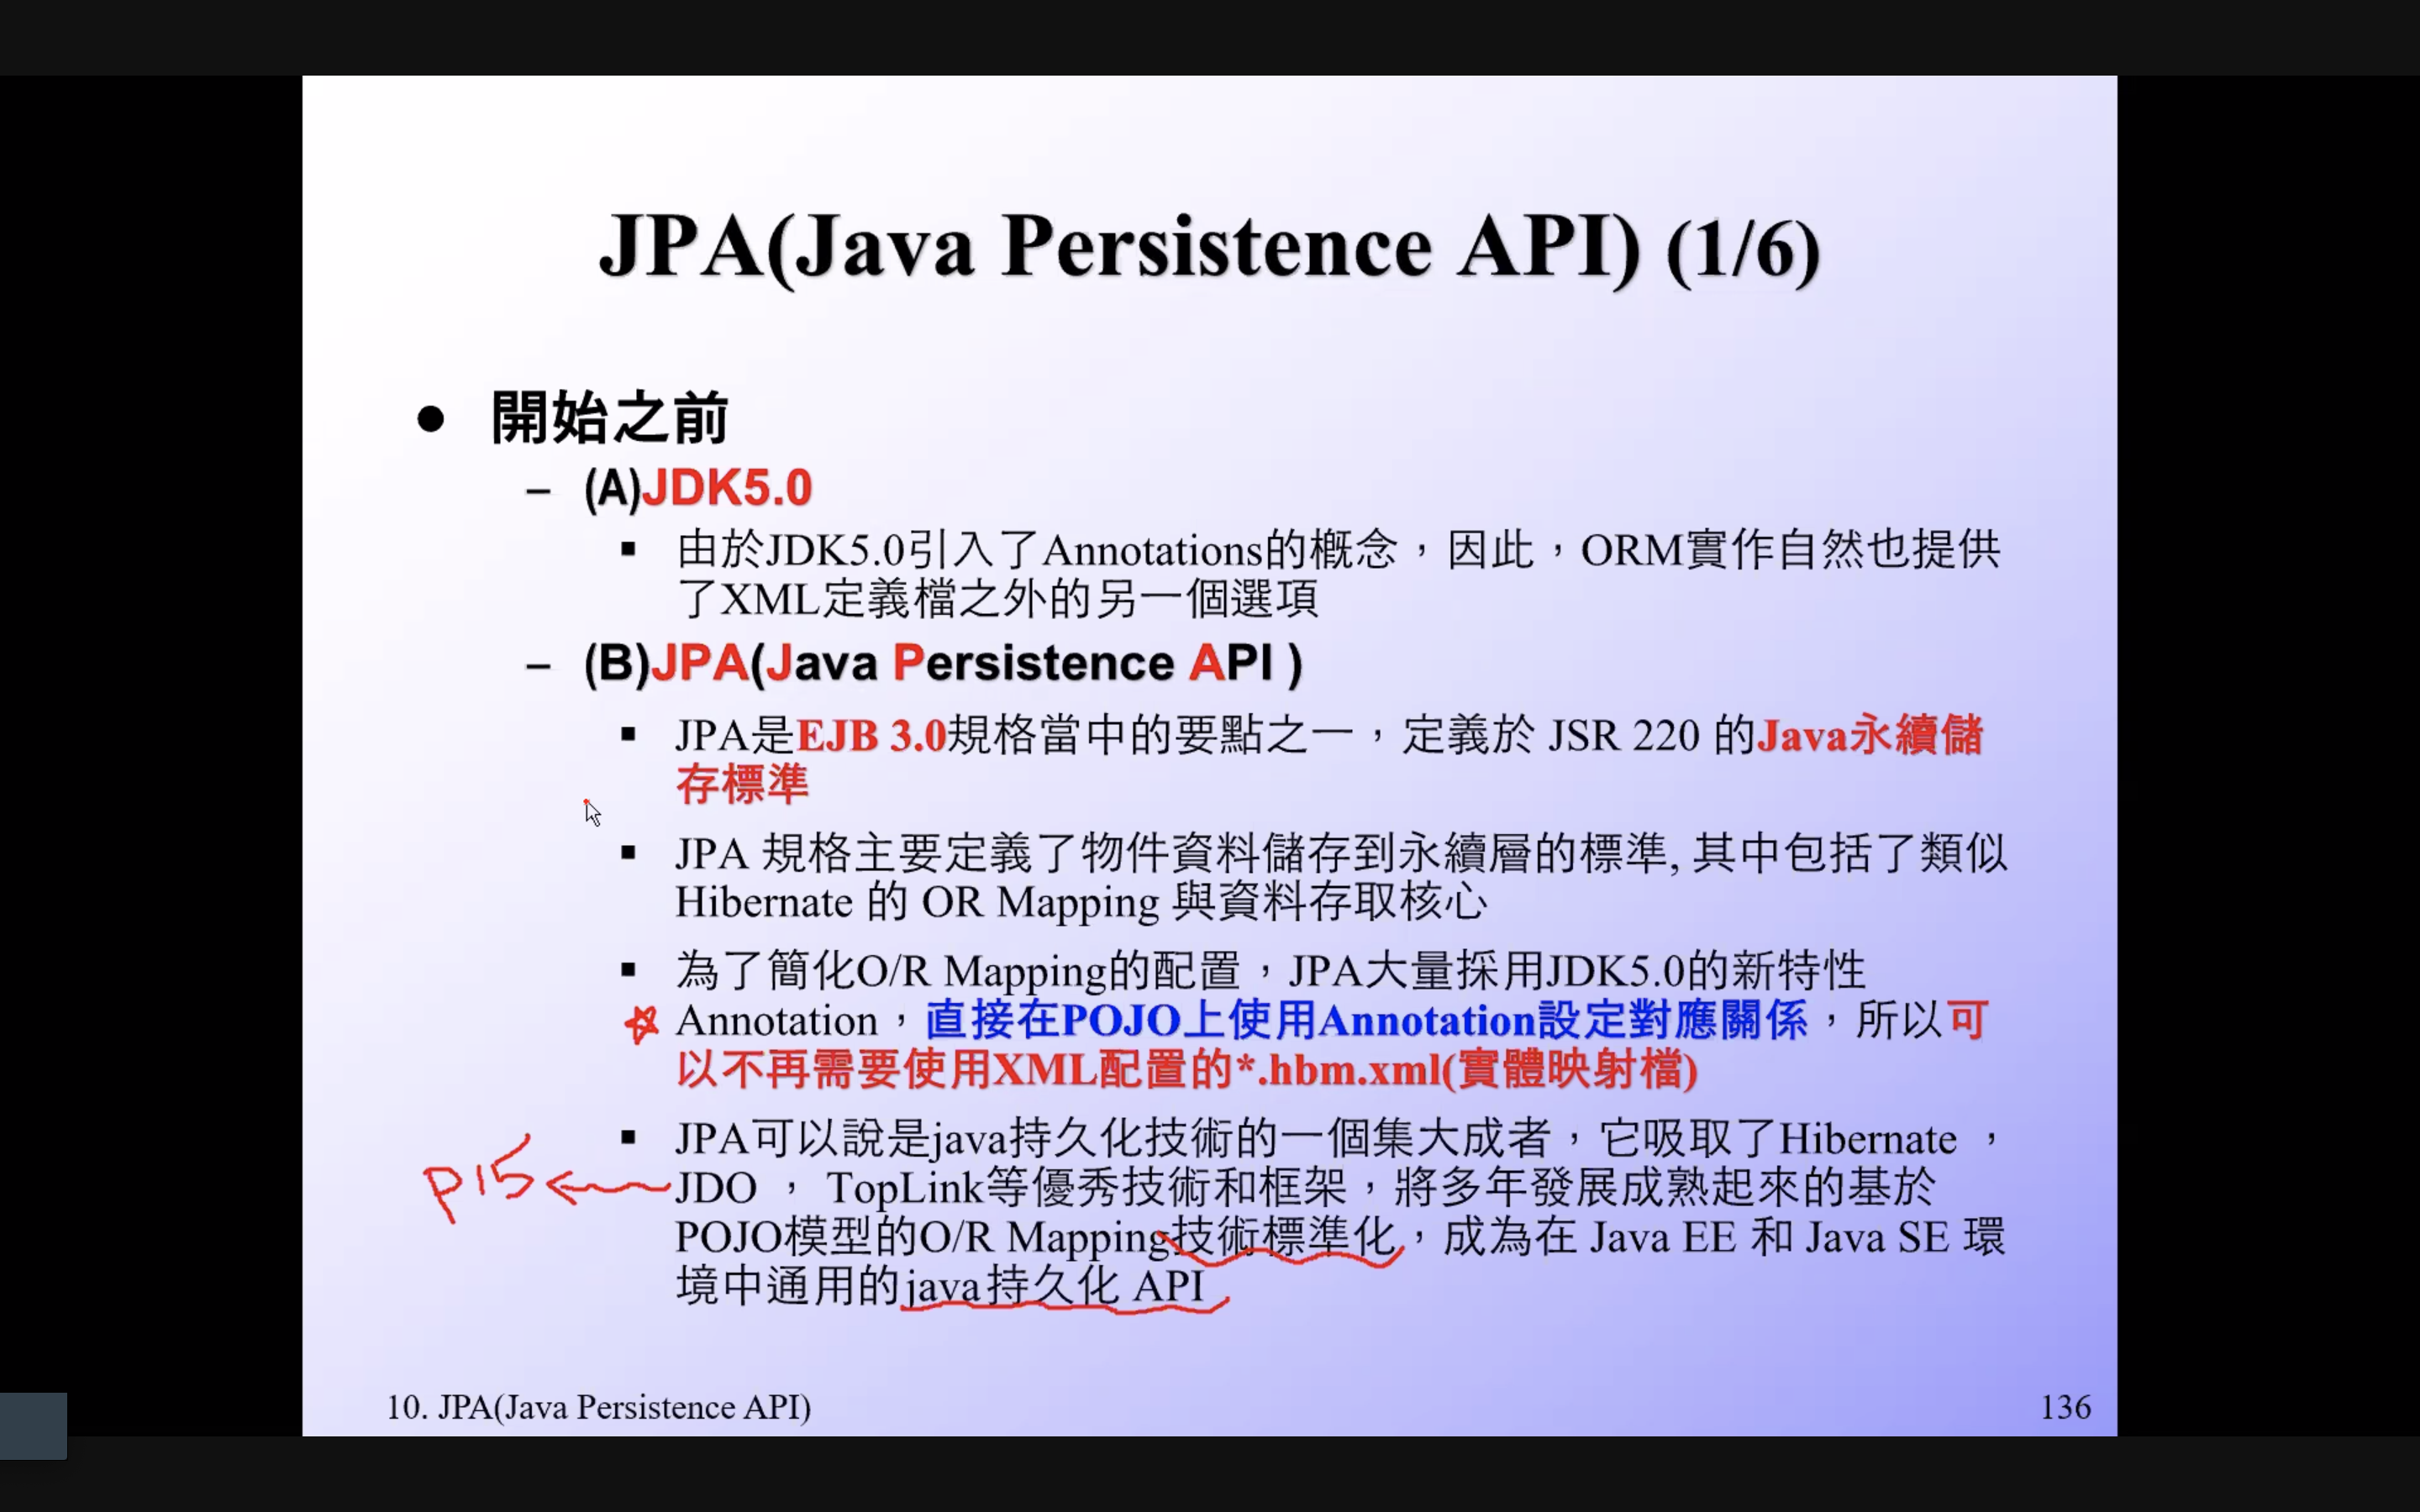 JPA(Java Persistence API) (1/6)
● 開始之前
– (A)JDK5.0
▪ 由於JDK5.0引入了Annotations的概念，因此，ORM實作自然也提供
了XML定義檔之外的另一個選項
– (B)JPA(Java Persistence API )
▪ JPA是EJB 3.0規格當中的要點之一，定義於 JSR 220 的Java永續儲
存標準
▪ JPA 規格主要定義了物件資料儲存到永續層的標準, 其中包括了類似
Hibernate 的 OR Mapping 與資料存取核心
▪ 為了簡化O/R Mapping的配置，JPA大量採用JDK5.0的新特性
Annotation，直接在POJO上使用Annotation設定對應關係，所以可
以不再需要使用XML配置的*.hbm.xml(實體映射檔)
▪ JPA可以說是java持久化技術的一個集大成者，它吸取了Hibernate ，
P15
JDO ， TopLink等優秀技術和框架，將多年發展成熟起來的基於
POJO模型的O/R Mapping技術標準化，成為在 Java EE 和 Java SE 環
境中通用的java持久化 API
10. JPA(Java Persistence API)
136